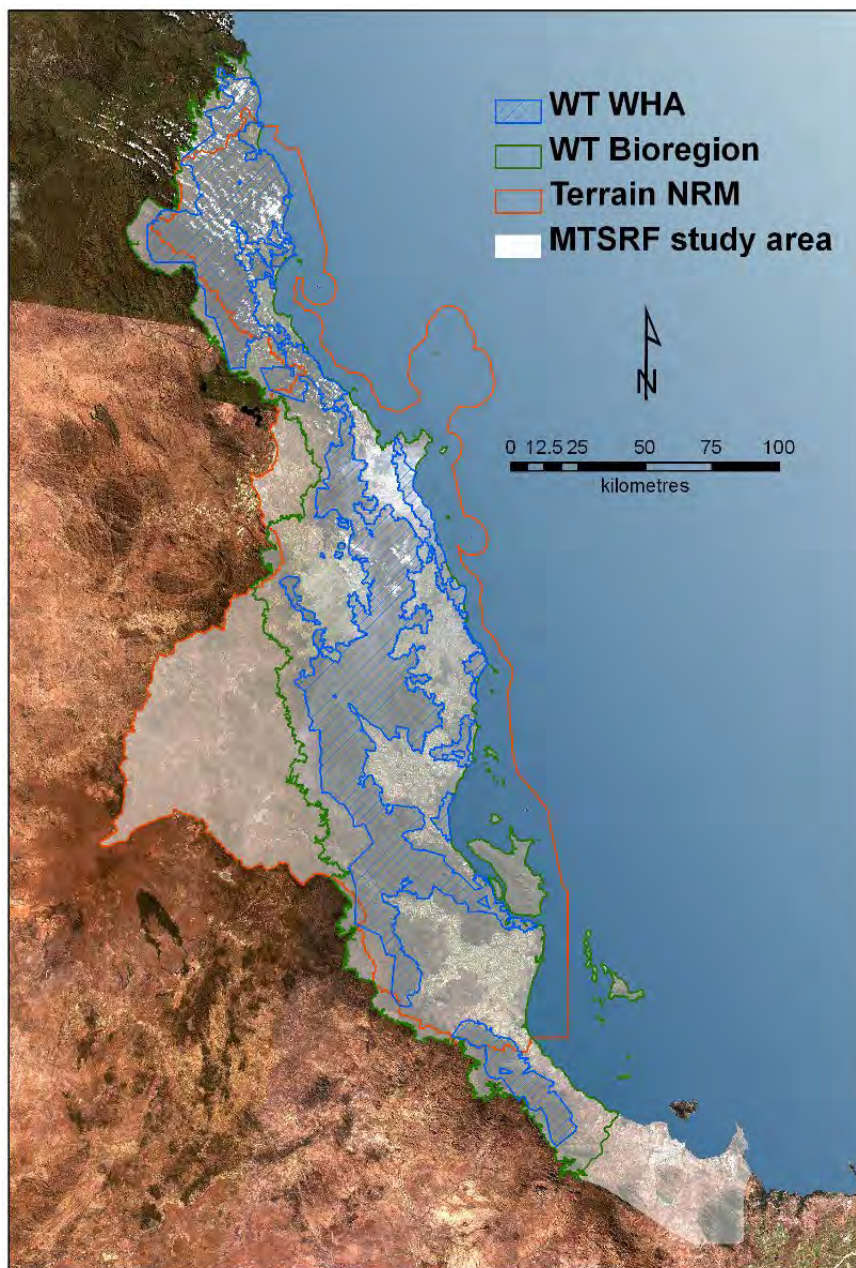 WT WHA
WT Bioregion
Terrain NRM
MTSRF study area
N
0 12.5 25 50 75 100
kilometres